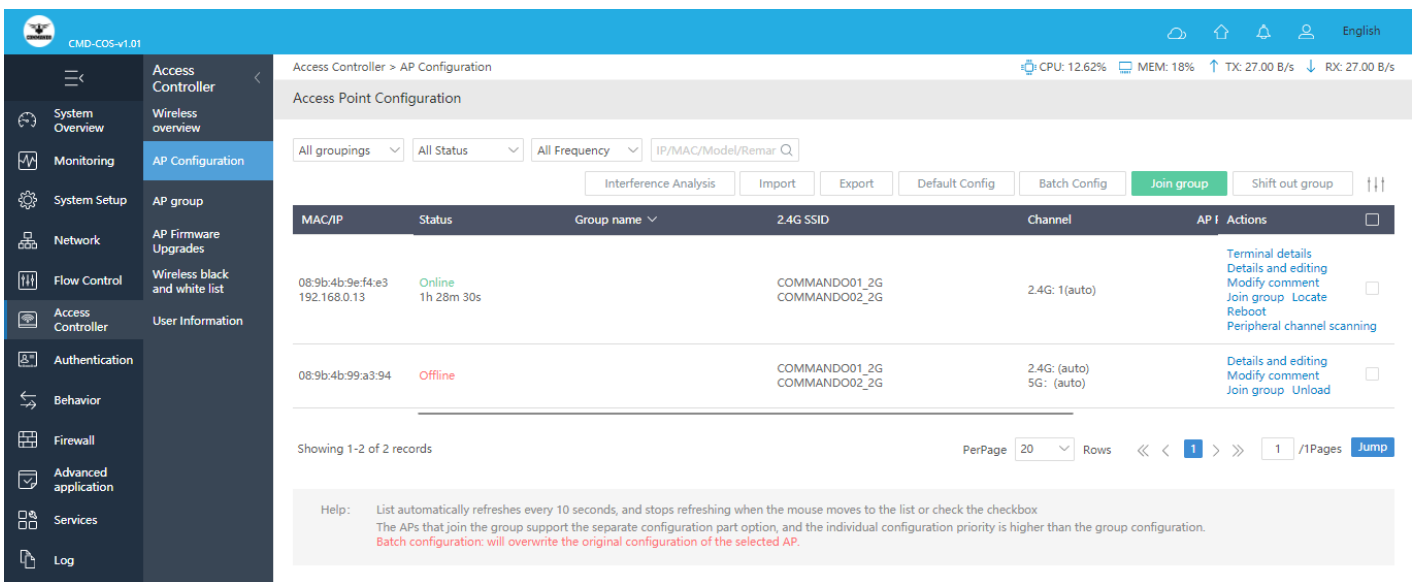 CMD-COS-v1.01
English
Access Controller
System Overview
Monitoring
System Setup
Network
Flow Control
Access Controller
Authentication
Behavior
Firewall
Advanced application
Services
Log
Wireless overview
AP Configuration
AP group
AP Firmware Upgrades
Wireless black and white list
User Information
Access Controller > AP Configuration
CPU: 12.62% MEM: 18% TX: 27.00 B/s RX: 27.00 B/s
Access Point Configuration
All groupings All Status All Frequency IP/MAC/Model/Remar
Interference Analysis Import Export Default Config Batch Config Join group Shift out group
MAC/IP Status Group name 2.4G SSID Channel AP Actions
08:9b:4b:9e:f4:e3
192.168.0.13
Online
1h 28m 30s
COMMANDO01_2G
COMMANDO02_2G
2.4G: 1(auto)
Terminal details
Details and editing
Modify comment
Join group Locate
Reboot
Peripheral channel scanning
08:9b:4b:99:a3:94
Offline
COMMANDO01_2G
COMMANDO02_2G
2.4G: (auto)
5G: (auto)
Details and editing
Modify comment
Join group Unload
Showing 1-2 of 2 records
PerPage 20 Rows 1 1 /1Pages Jump
Help: List automatically refreshes every 10 seconds, and stops refreshing when the mouse moves to the list or check the checkbox
The APs that join the group support the separate configuration part option, and the individual configuration priority is higher than the group configuration.
Batch configuration: will overwrite the original configuration of the selected AP.